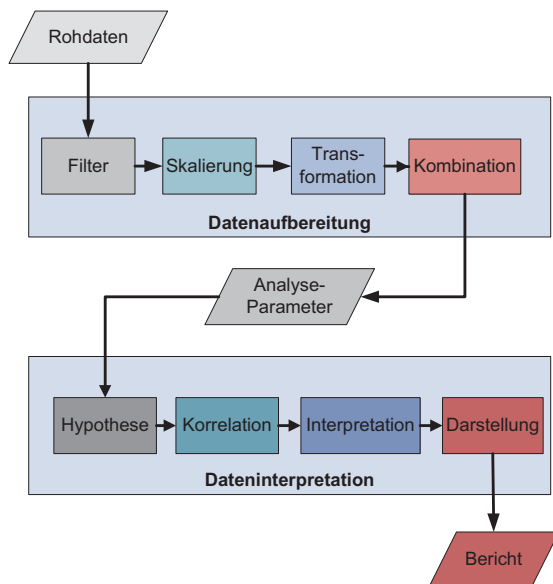 Rohdaten
Filter
Skalierung
Trans-
formation
Kombination
Datenaufbereitung
Analyse-
Parameter
Hypothese
Korrelation
Interpretation
Darstellung
Dateninterpretation
Bericht